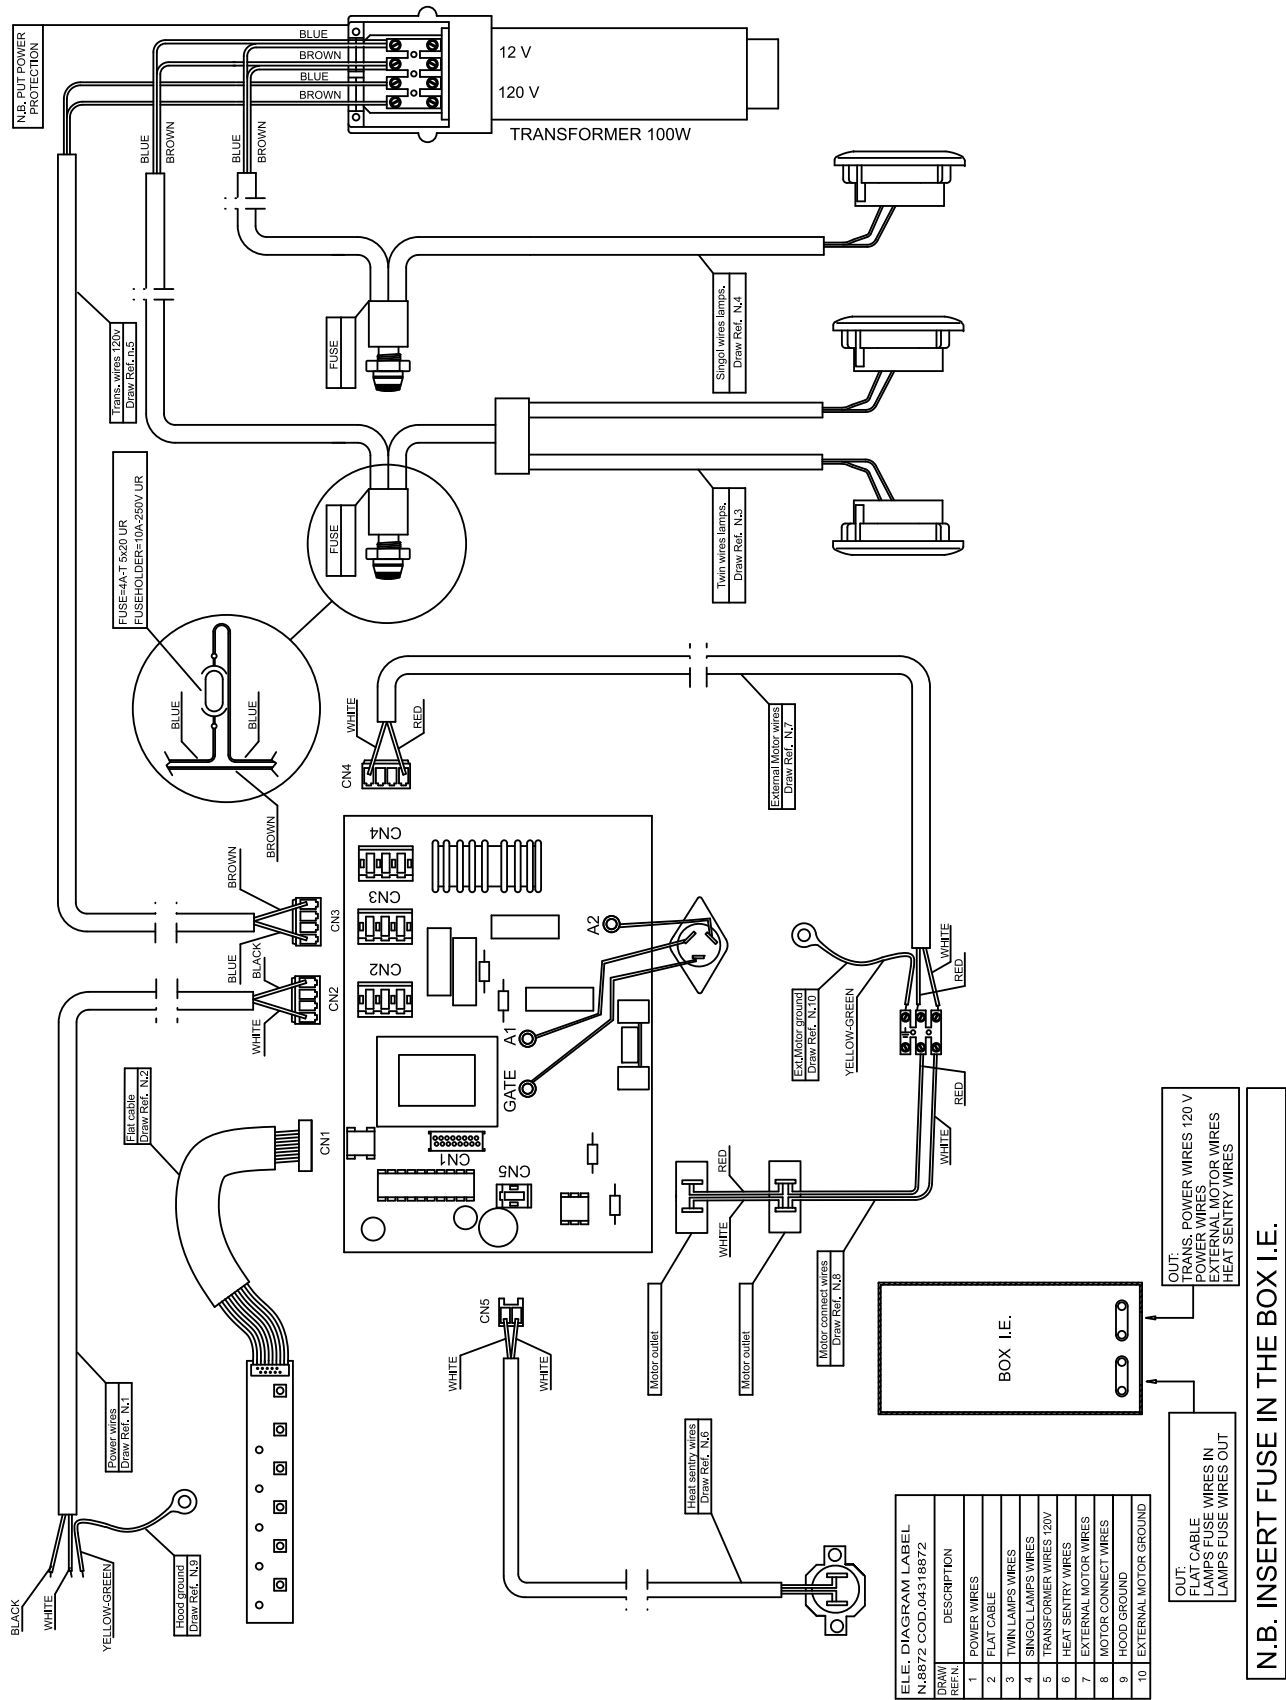 N.B. PUT POWER
PROTECTION
BLUE
BROWN
BLUE
BROWN
12 V
120 V
TRANSFORMER 100W
BLUE
BROWN
BLUE
BROWN
Trans. wires 120v
Draw Ref. n.5
FUSE
Singol wires lamps.
Draw Ref. N.4
FUSE=4A-T 5x20 UR
FUSEHOLDER=10A-250V UR
FUSE
Twin wires lamps.
Draw Ref. N.3
BLUE
BLUE
BROWN
WHITE
RED
CN4
External Motor wires
Draw Ref. N.7
BROWN
BLUE
CN3
BLACK
WHITE
CN2
CN4
CN3
CN2
A2
A1
GATE
CN1
CN5
Flat cable
Draw Ref. N.2
CN1
Ext.Motor ground
Draw Ref. N.10
YELLOW-GREEN
WHITE
RED
RED
WHITE
RED
WHITE
Motor outlet
Motor outlet
Motor connect wires
Draw Ref. N.8
CN5
WHITE
WHITE
Power wires
Draw Ref. N.1
Heat sentry wires
Draw Ref. N.6
BLACK
WHITE
YELLOW-GREEN
Hood ground
Draw Ref. N.9
BOX I.E.
OUT:
TRANS. POWER WIRES 120 V
POWER WIRES
EXTERNAL MOTOR WIRES
HEAT SENTRY WIRES
OUT:
FLAT CABLE
LAMPS FUSE WIRES IN
LAMPS FUSE WIRES OUT
ELE. DIAGRAM LABEL
N.8872 COD.04318872
DRAW REF.N. DESCRIPTION
1 POWER WIRES
2 FLAT CABLE
3 TWIN LAMPS WIRES
4 SINGOL LAMPS WIRES
5 TRANSFORMER WIRES 120V
6 HEAT SENTRY WIRES
7 EXTERNAL MOTOR WIRES
8 MOTOR CONNECT WIRES
9 HOOD GROUND
10 EXTERNAL MOTOR GROUND
N.B. INSERT FUSE IN THE BOX I.E.